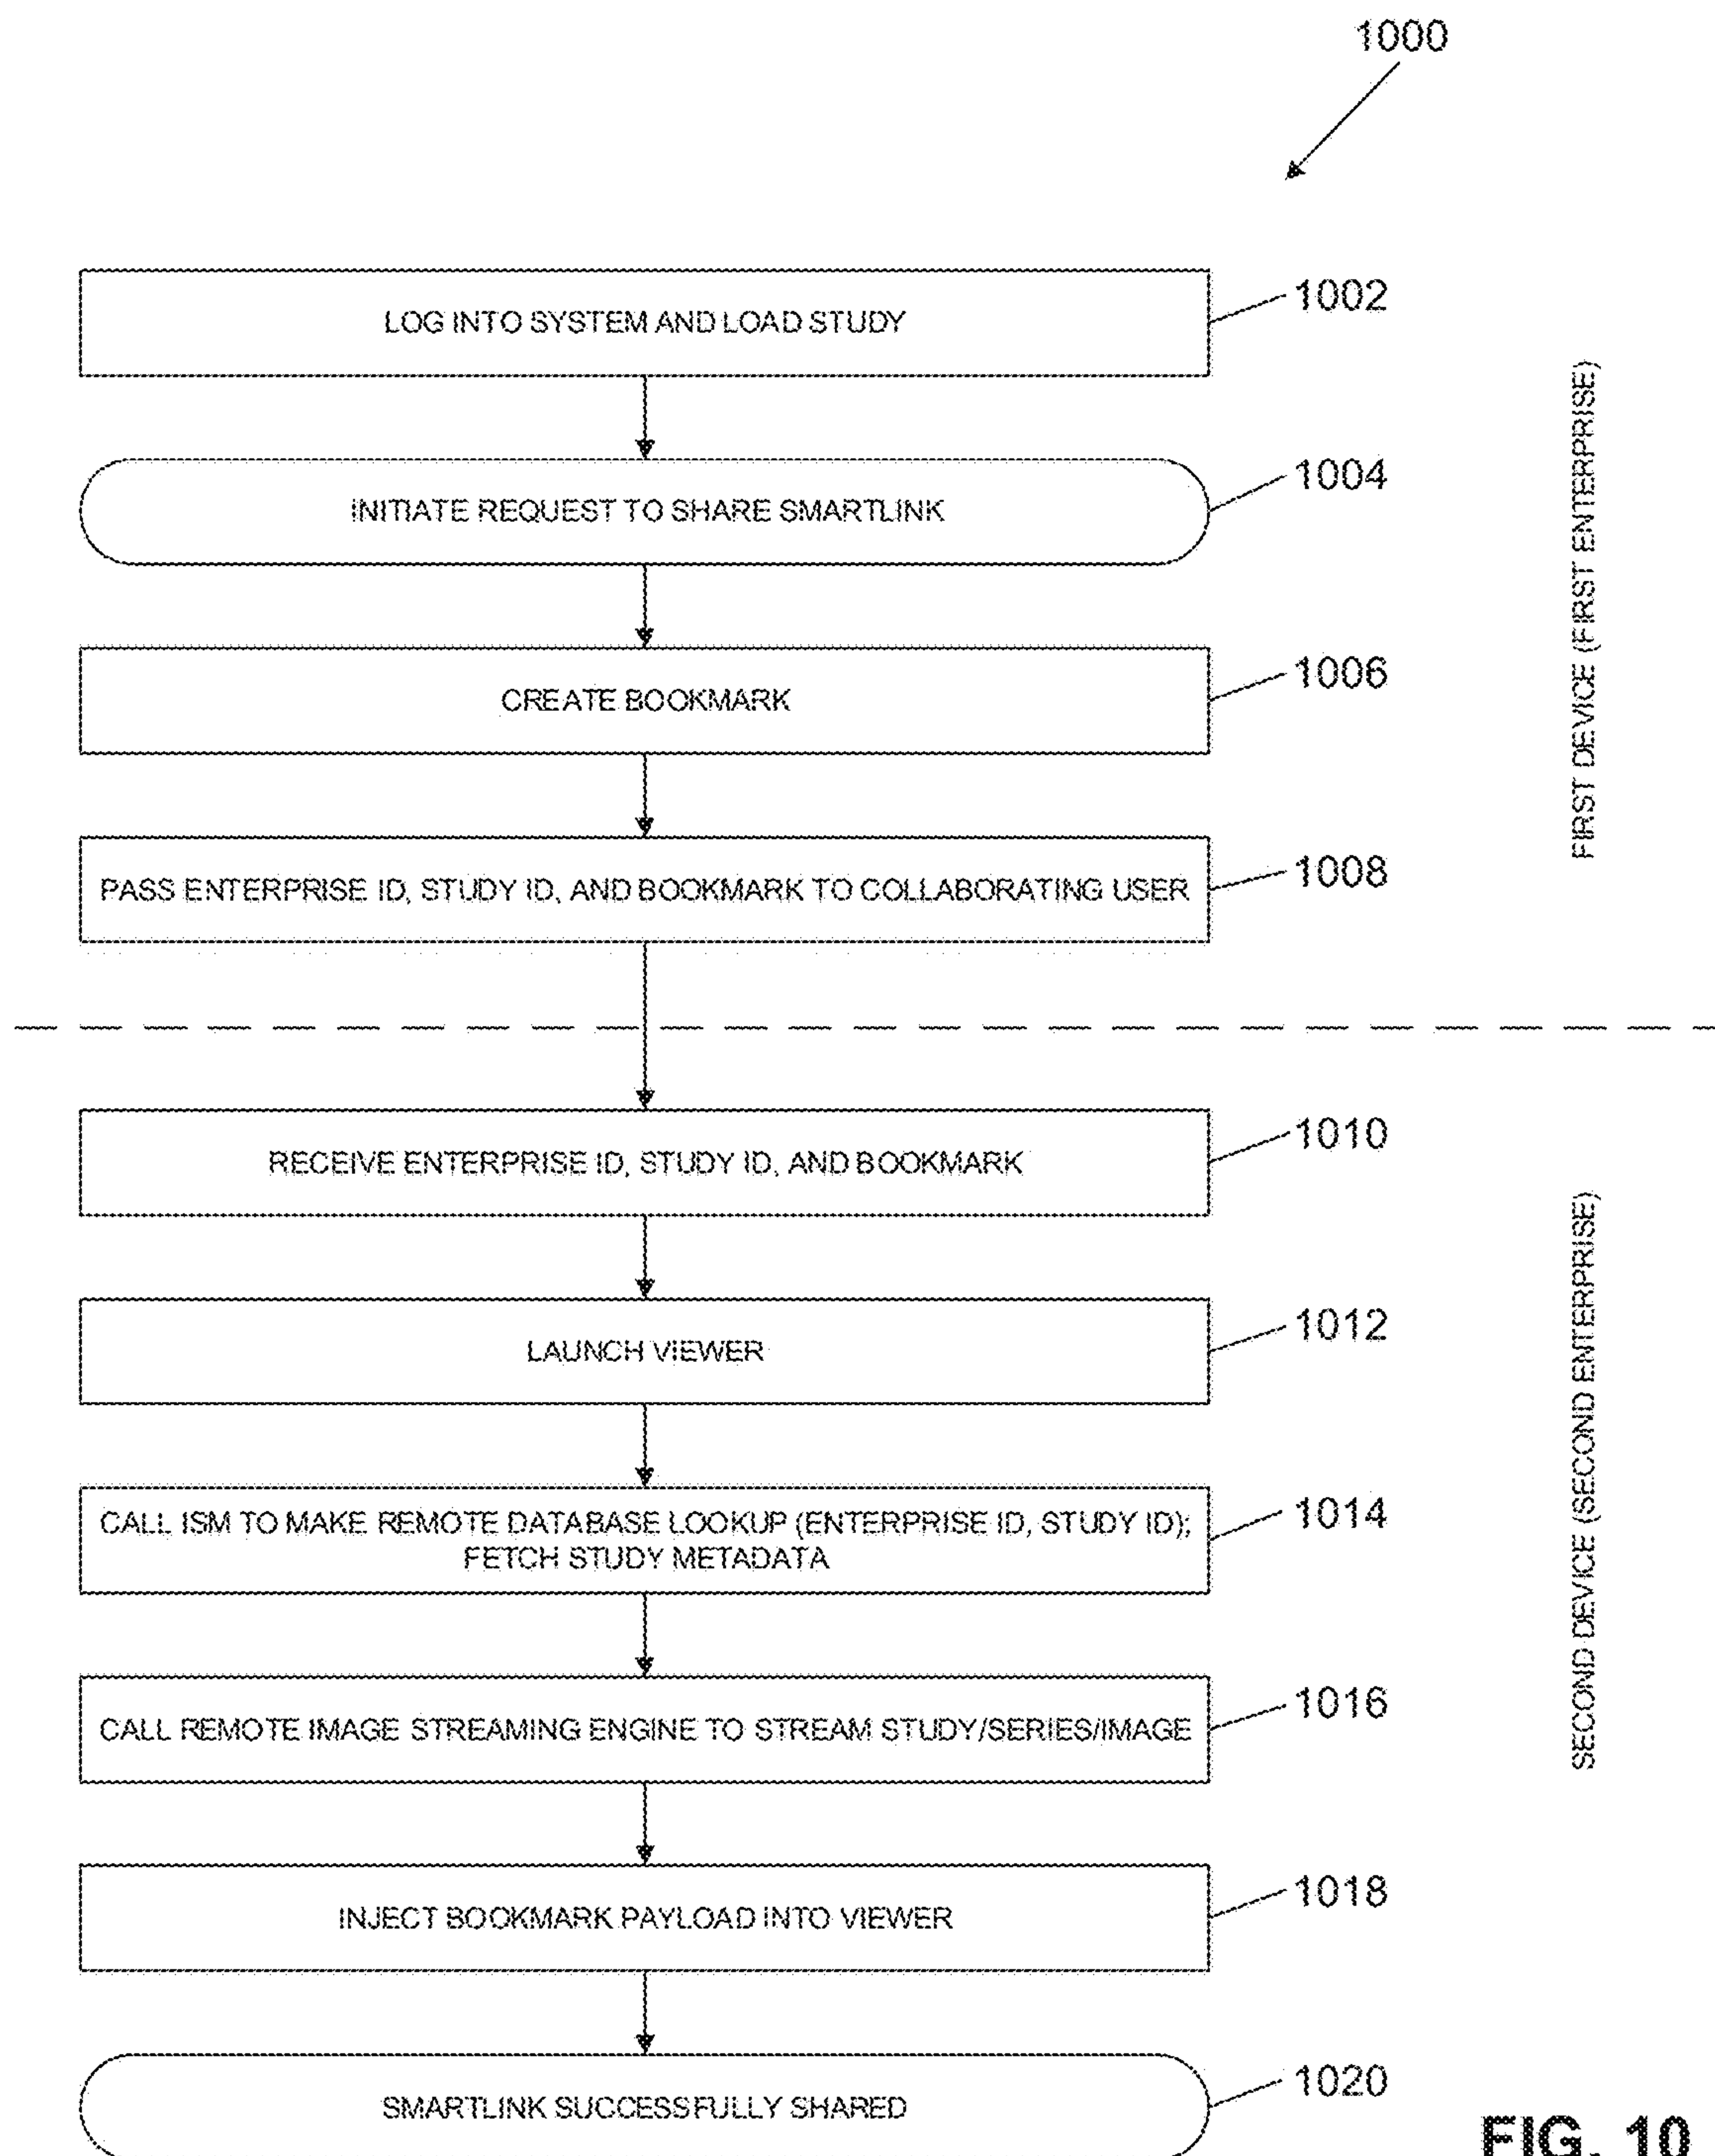 1000
LOG INTO SYSTEM AND LOAD STUDY
1002
INITIATE REQUEST TO SHARE SMARTLINK
1004
CREATE BOOKMARK
1006
PASS ENTERPRISE ID, STUDY ID, AND BOOKMARK TO COLLABORATING USER
1008
FIRST DEVICE (FIRST ENTERPRISE)
RECEIVE ENTERPRISE ID, STUDY ID, AND BOOKMARK
1010
LAUNCH VIEWER
1012
CALL ISM TO MAKE REMOTE DATABASE LOOKUP (ENTERPRISE ID, STUDY ID);
FETCH STUDY METADATA
1014
CALL REMOTE IMAGE STREAMING ENGINE TO STREAM STUDY/SERIES/IMAGE
1016
INJECT BOOKMARK PAYLOAD INTO VIEWER
1018
SMARTLINK SUCCESSFULLY SHARED
1020
SECOND DEVICE (SECOND ENTERPRISE)
FIG. 10